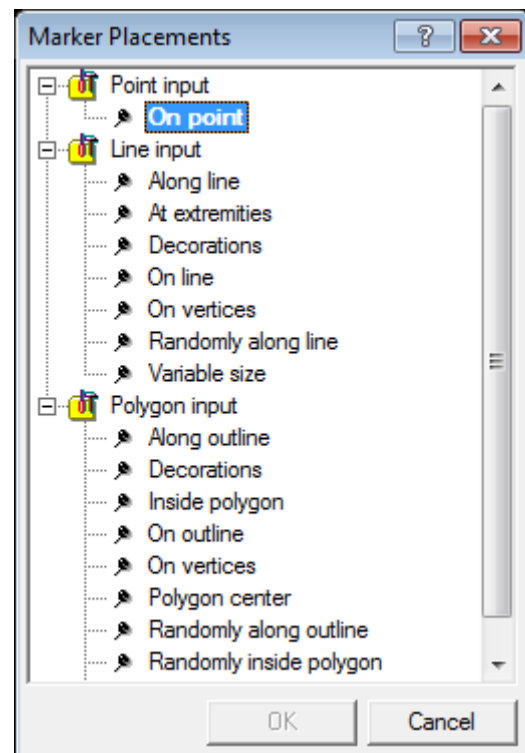 Marker Placements
?
Point input
On point
Line input
Along line
At extremities
Decorations
On line
On vertices
Randomly along line
Variable size
Polygon input
Along outline
Decorations
Inside polygon
On outline
On vertices
Polygon center
Randomly along outline
Randomly inside polygon
OK
Cancel